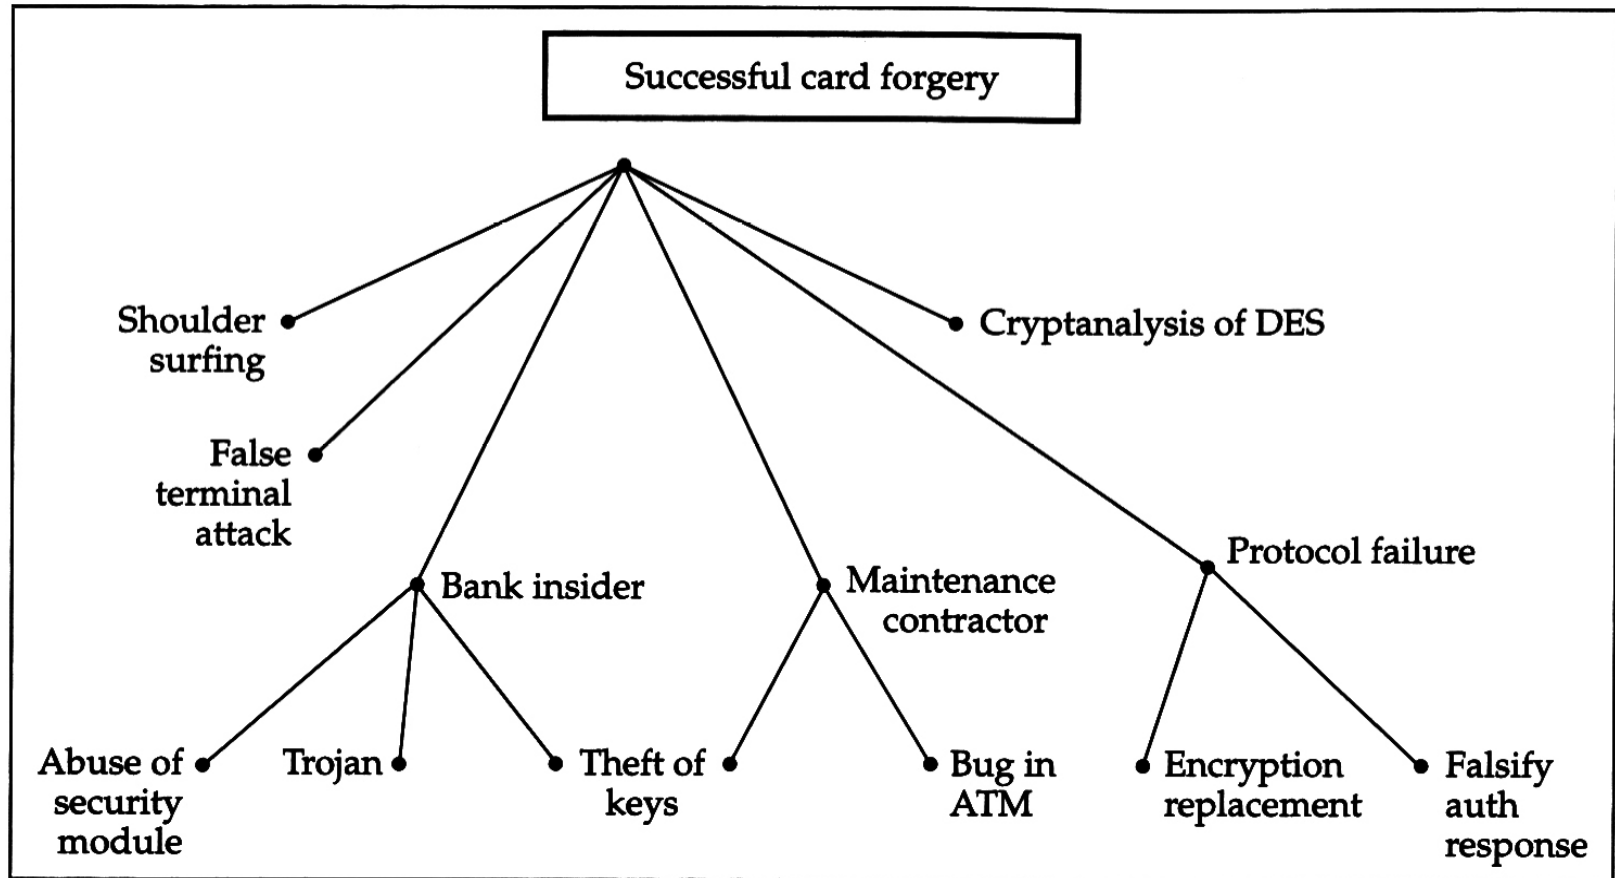 Successful card forgery
Shoulder
surfing
Cryptanalysis of DES
False
terminal
attack
Protocol failure
Bank insider
Maintenance
contractor
Abuse of
security
module
Trojan
Theft of
keys
Bug in
ATM
Encryption
replacement
Falsify
auth
response